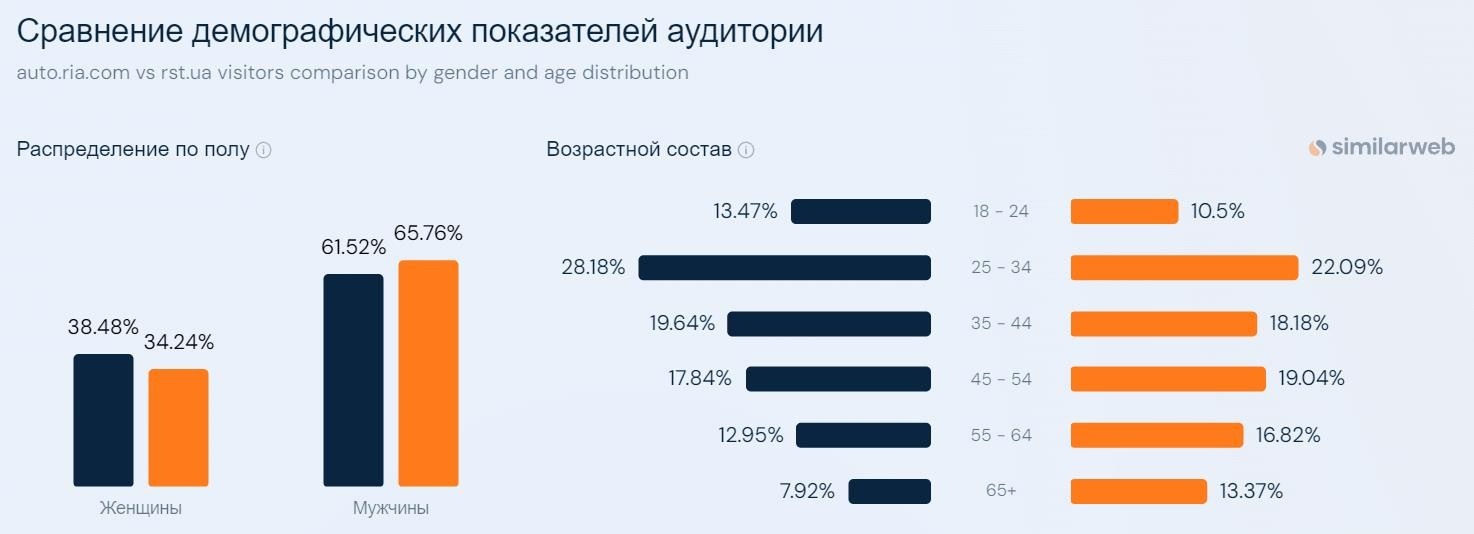 Сравнение демографических показателей аудитории
auto.ria.com vs rst.ua visitors comparison by gender and age distribution
Распределение по полу
38.48%
34.24%
Женщины
61.52%
65.76%
Мужчины
Возрастной состав
similarweb
13.47% 18 - 24 10.5%
28.18% 25 - 34 22.09%
19.64% 35 - 44 18.18%
17.84% 45 - 54 19.04%
12.95% 55 - 64 16.82%
7.92% 65+ 13.37%